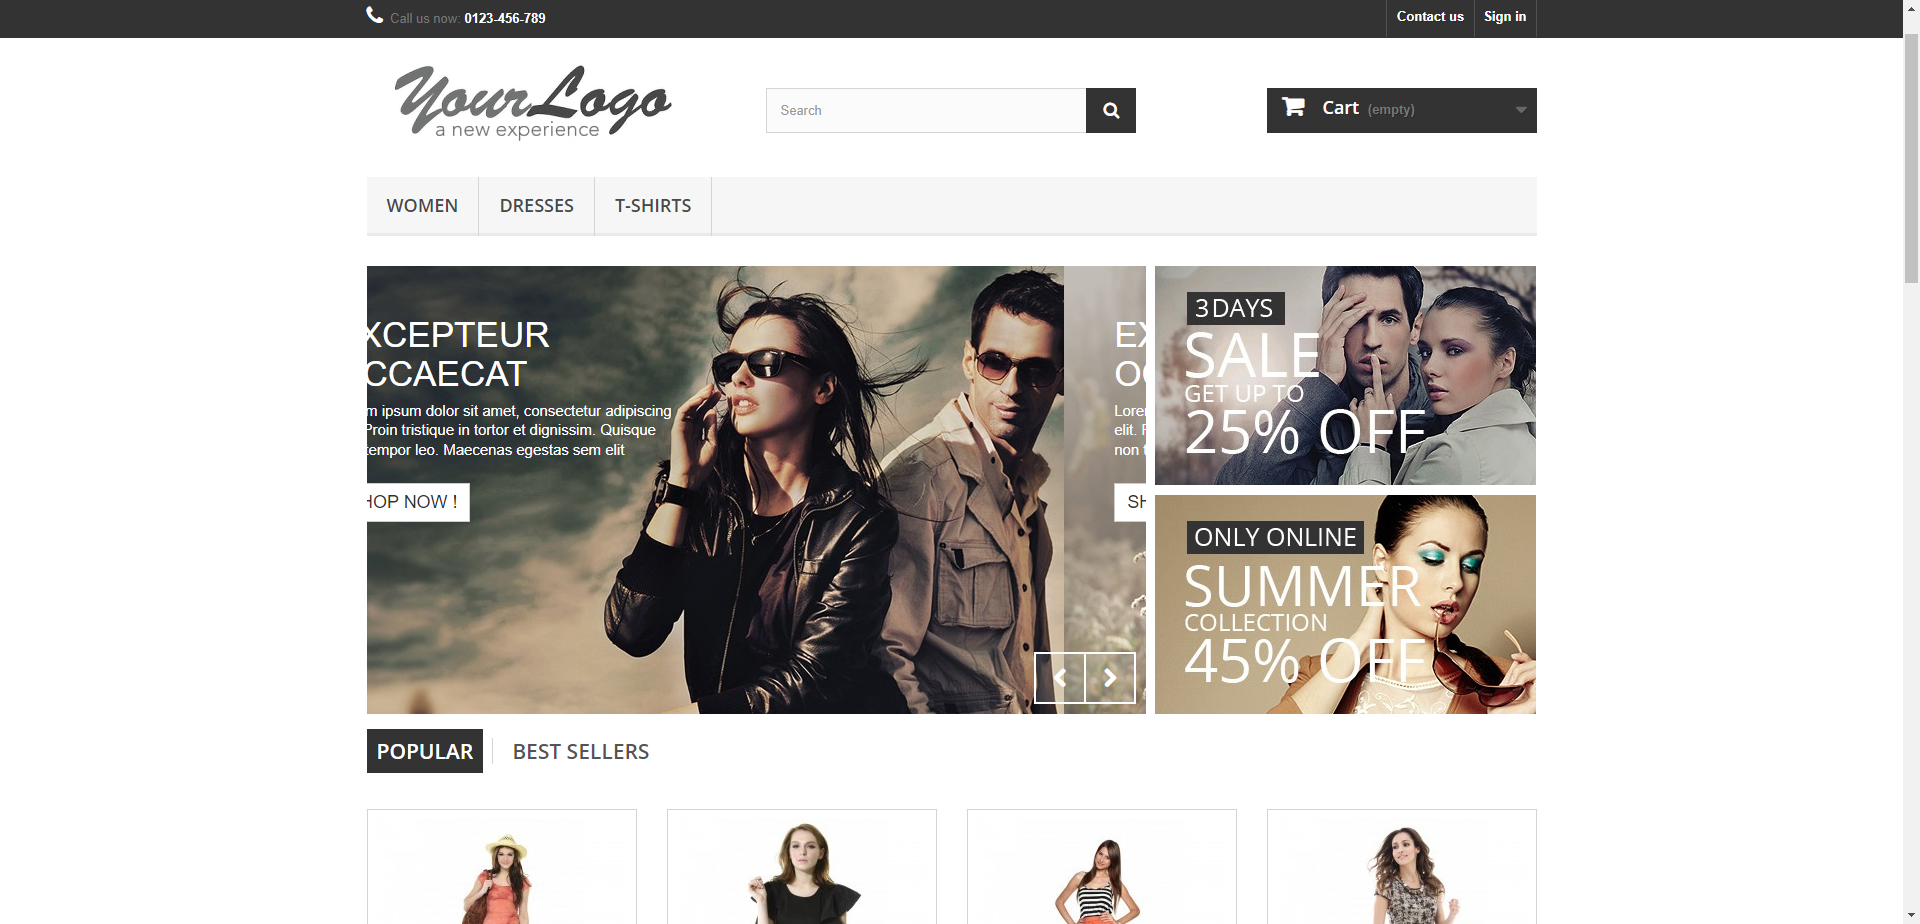 Call us now: 0123-456-789
Contact us
Sign in
Your Logo
a new experience
Search
Cart (empty)
WOMEN
DRESSES
T-SHIRTS
XCEPTEUR
CCAECAT
m ipsum dolor sit amet, consectetur adipiscing
Proin tristique in tortor et dignissim. Quisque
tempor leo. Maecenas egestas sem elit
HOP NOW !
EX
OC
Lorem
elit. P
non t
SH
3 DAYS
SALE
GET UP TO
25% OFF
ONLY ONLINE
SUMMER
COLLECTION
45% OFF
POPULAR
BEST SELLERS